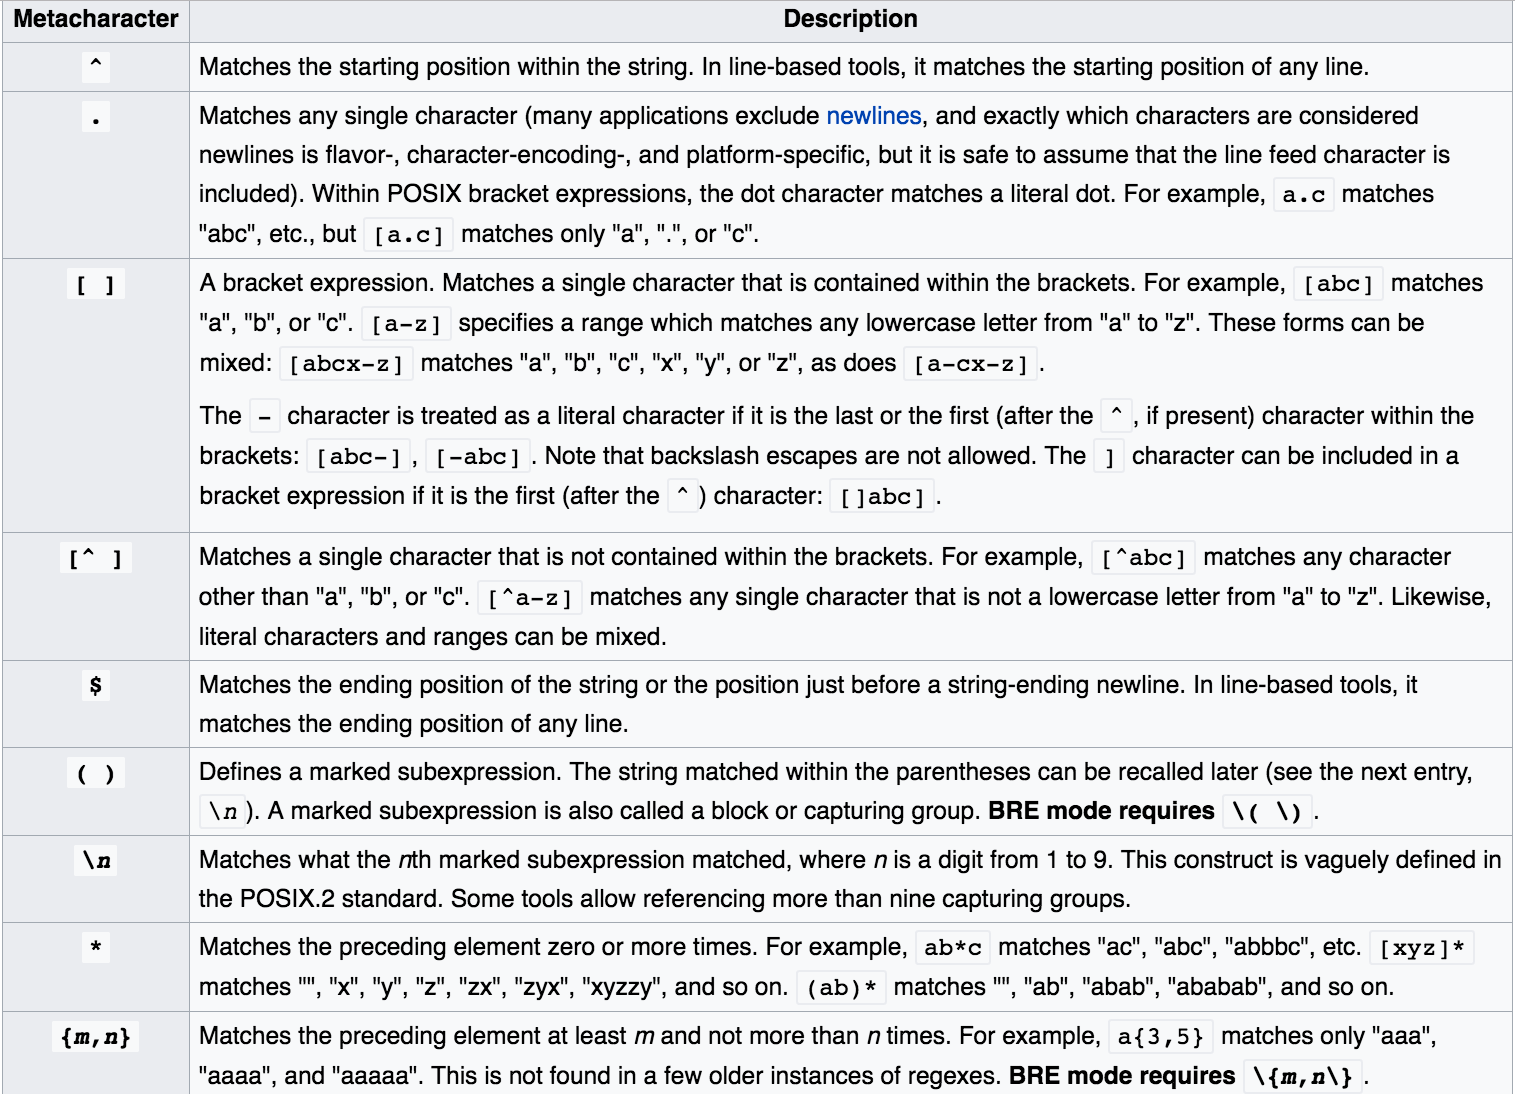 Metacharacter Description
^ Matches the starting position within the string. In line-based tools, it matches the starting position of any line.
. Matches any single character (many applications exclude newlines, and exactly which characters are considered
newlines is flavor-, character-encoding-, and platform-specific, but it is safe to assume that the line feed character is
included). Within POSIX bracket expressions, the dot character matches a literal dot. For example, a.c matches
"abc", etc., but [a.c] matches only "a", ".", or "c".
[ ] A bracket expression. Matches a single character that is contained within the brackets. For example, [abc] matches
"a", "b", or "c". [a-z] specifies a range which matches any lowercase letter from "a" to "z". These forms can be
mixed: [abcx-z] matches "a", "b", "c", "x", "y", or "z", as does [a-cx-z].
The - character is treated as a literal character if it is the last or the first (after the ^, if present) character within the
brackets: [abc-], [-abc]. Note that backslash escapes are not allowed. The ] character can be included in a
bracket expression if it is the first (after the ^) character: []abc].
[^ ] Matches a single character that is not contained within the brackets. For example, [^abc] matches any character
other than "a", "b", or "c". [^a-z] matches any single character that is not a lowercase letter from "a" to "z". Likewise,
literal characters and ranges can be mixed.
$ Matches the ending position of the string or the position just before a string-ending newline. In line-based tools, it
matches the ending position of any line.
( ) Defines a marked subexpression. The string matched within the parentheses can be recalled later (see the next entry,
\n). A marked subexpression is also called a block or capturing group. BRE mode requires \( \).
\n Matches what the nth marked subexpression matched, where n is a digit from 1 to 9. This construct is vaguely defined in
the POSIX.2 standard. Some tools allow referencing more than nine capturing groups.
* Matches the preceding element zero or more times. For example, ab*c matches "ac", "abc", "abbbc", etc. [xyz]*
matches "", "x", "y", "z", "zx", "zyx", "xyzzy", and so on. (ab)* matches "", "ab", "abab", "ababab", and so on.
{m,n} Matches the preceding element at least m and not more than n times. For example, a{3,5} matches only "aaa",
"aaaa", and "aaaaa". This is not found in a few older instances of regexes. BRE mode requires \{m,n\}.